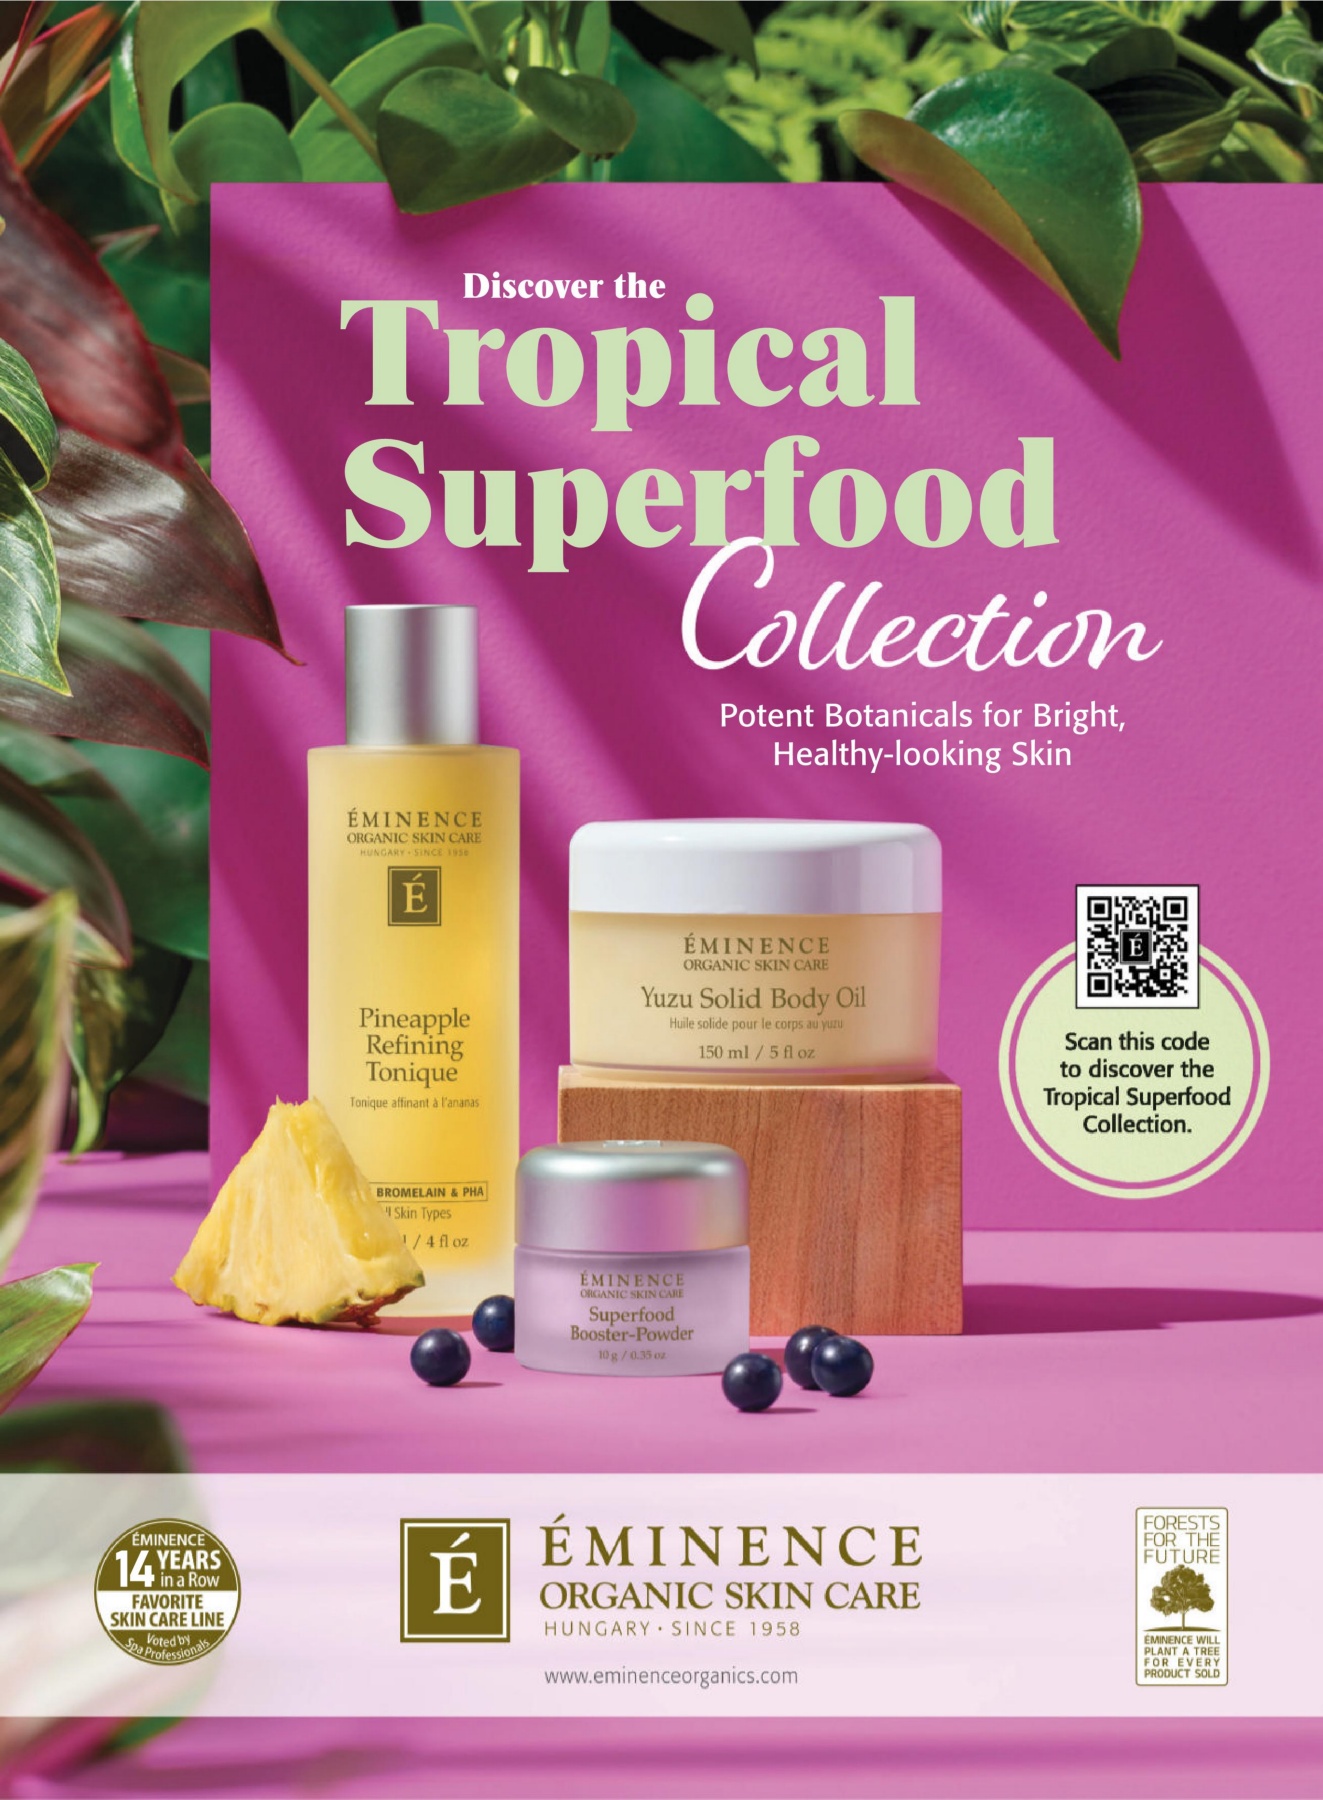 Discover the
Tropical
Superfood
Collection
Potent Botanicals for Bright,
Healthy-looking Skin
ÉMINENCE
ORGANIC SKIN CARE
HUNGARY · SINCE 1958
É
Pineapple
Refining
Tonique
Tonique affinant à l'ananas
BROMELAIN & PHA
Skin Types
/ 4 fl oz
ÉMINENCE
ORGANIC SKIN CARE
Yuzu Solid Body Oil
Huile solide pour le corps au yuzu
150 ml / 5 fl oz
ÉMINENCE
ORGANIC SKIN CARE
Superfood
Booster-Powder
10 g / 0.35 oz
É
Scan this code
to discover the
Tropical Superfood
Collection.
ÉMINENCE
14 YEARS
in a Row
FAVORITE
SKIN CARE LINE
Voted by
Spa Professionals
É
ÉMINENCE
ORGANIC SKIN CARE
HUNGARY · SINCE 1958
www.eminenceorganics.com
FORESTS
FOR THE
FUTURE
ÉMINENCE WILL
PLANT A TREE
FOR EVERY
PRODUCT SOLD